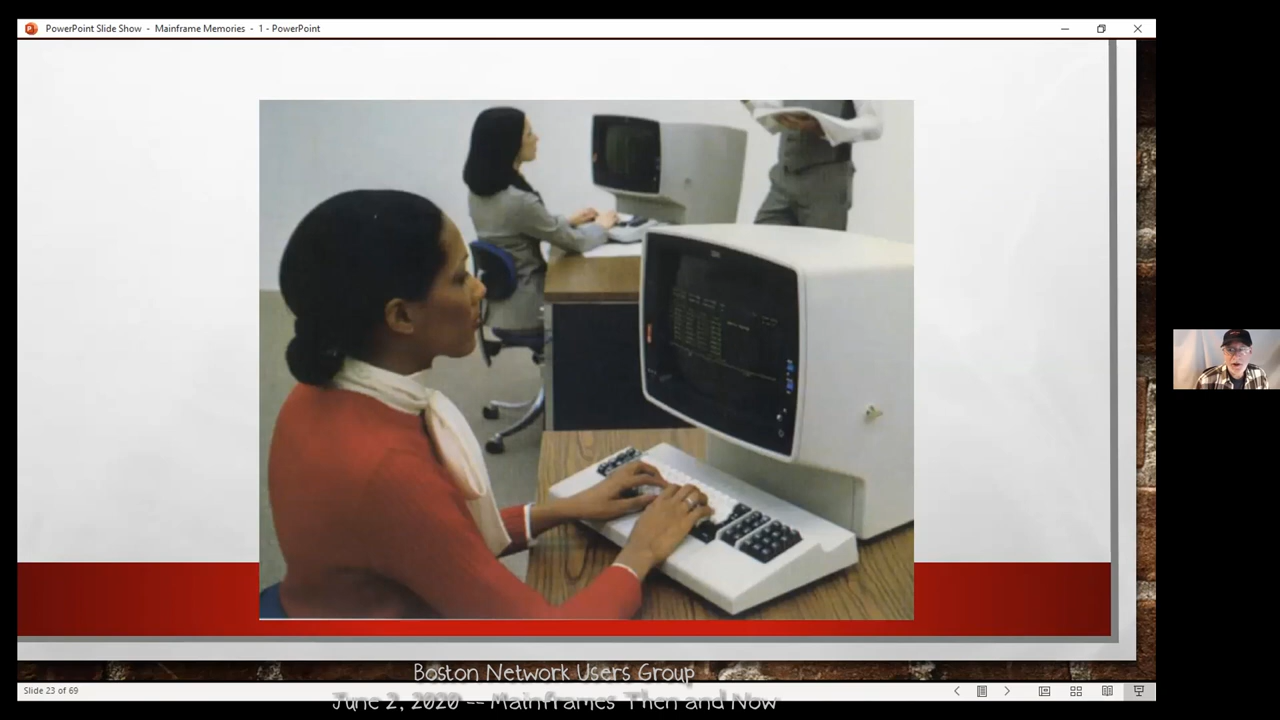 PowerPoint Slide Show - Mainframe Memories - 1 - PowerPoint
Boston Network Users Group
Slide 23 of 69
June 2, 2020 -- Mainframes Then and Now